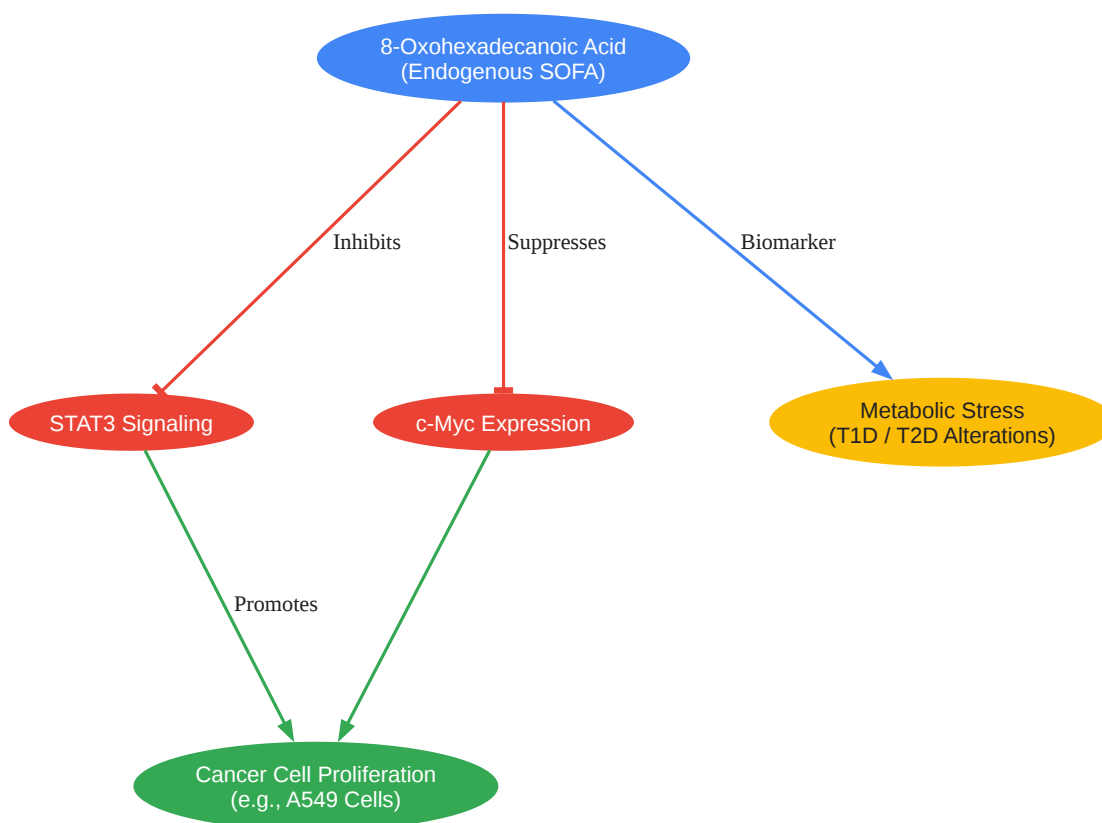 8-Oxohexadecanoic Acid
(Endogenous SOFA)
Inhibits
Suppresses
Biomarker
STAT3 Signaling
c-Myc Expression
Metabolic Stress
(T1D / T2D Alterations)
Promotes
Cancer Cell Proliferation
(e.g., A549 Cells)